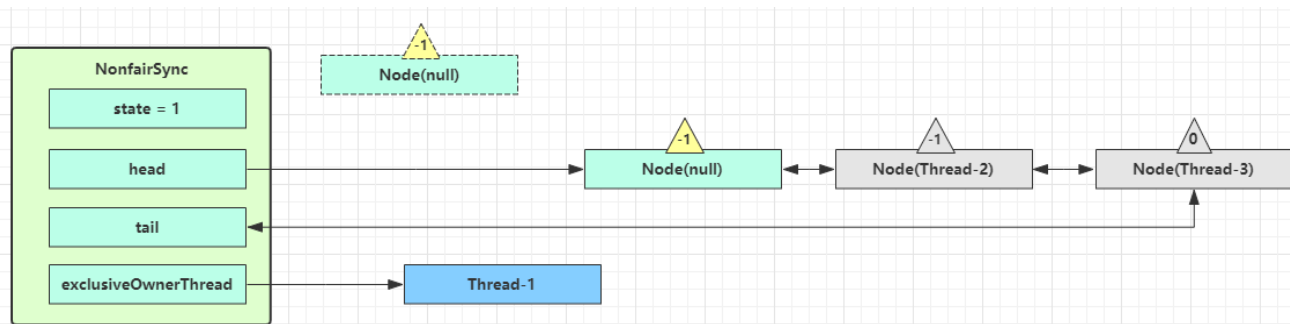 -1
Node(null)
NonfairSync
state = 1
head
-1
Node(null)
-1
Node(Thread-2)
0
Node(Thread-3)
tail
exclusiveOwnerThread
Thread-1